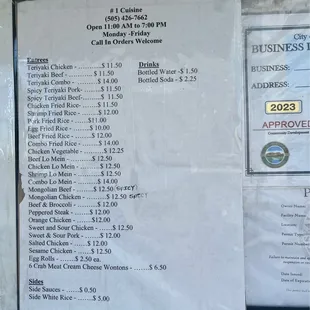 # 1 Cuisine
(505) 426-7662
Open 11:00 AM to 7:00 PM
Monday -Friday
Call In Orders Welcome
Entrees
Teriyaki Chicken - $ 11.50
Teriyaki Beef - $ 11.50
Teriyaki Combo - $ 14.00
Spicy Teriyaki Pork- $ 11.50
Spicy Teriyaki Beef- $ 11.50
Chicken Fried Rice- $ 11.50
Shrimp Fried Rice - $12.00
Pork Fried Rice - $11.00
Egg Fried Rice - $ 10.00
Beef Fried Rice - $ 12.00
Combo Fried Rice - $ 14.00
Chicken Vegetable - $ 12.25
Beef Lo Mein - $ 12.50
Chicken Lo Mein - $ 12.50
Shrimp Lo Mein - $ 12.50
Combo Lo Mein - $ 14.00
Mongolian Beef - $ 12.50 SPICY
Mongolian Chicken - $ 12.50 SPICY
Beef & Broccoli - $ 12.00
Peppered Steak - $ 12.00
Orange Chicken - $12.00
Sweet and Sour Chicken - $ 12.50
Sweet & Sour Pork - $ 12.00
Salted Chicken - $ 12.00
Sesame Chicken - $ 12.50
Egg Rolls - $ 2.50 ea.
6 Crab Meat Cream Cheese Wontons - $ 6.50
Sides
Side Sauces - $ 0.50
Side White Rice - $ 5.00
Drinks
Bottled Water -$ 1.50
Bottled Soda - $ 2.25
City
BUSINESS
BUSINESS:
ADDRESS:
2023
APPROVED